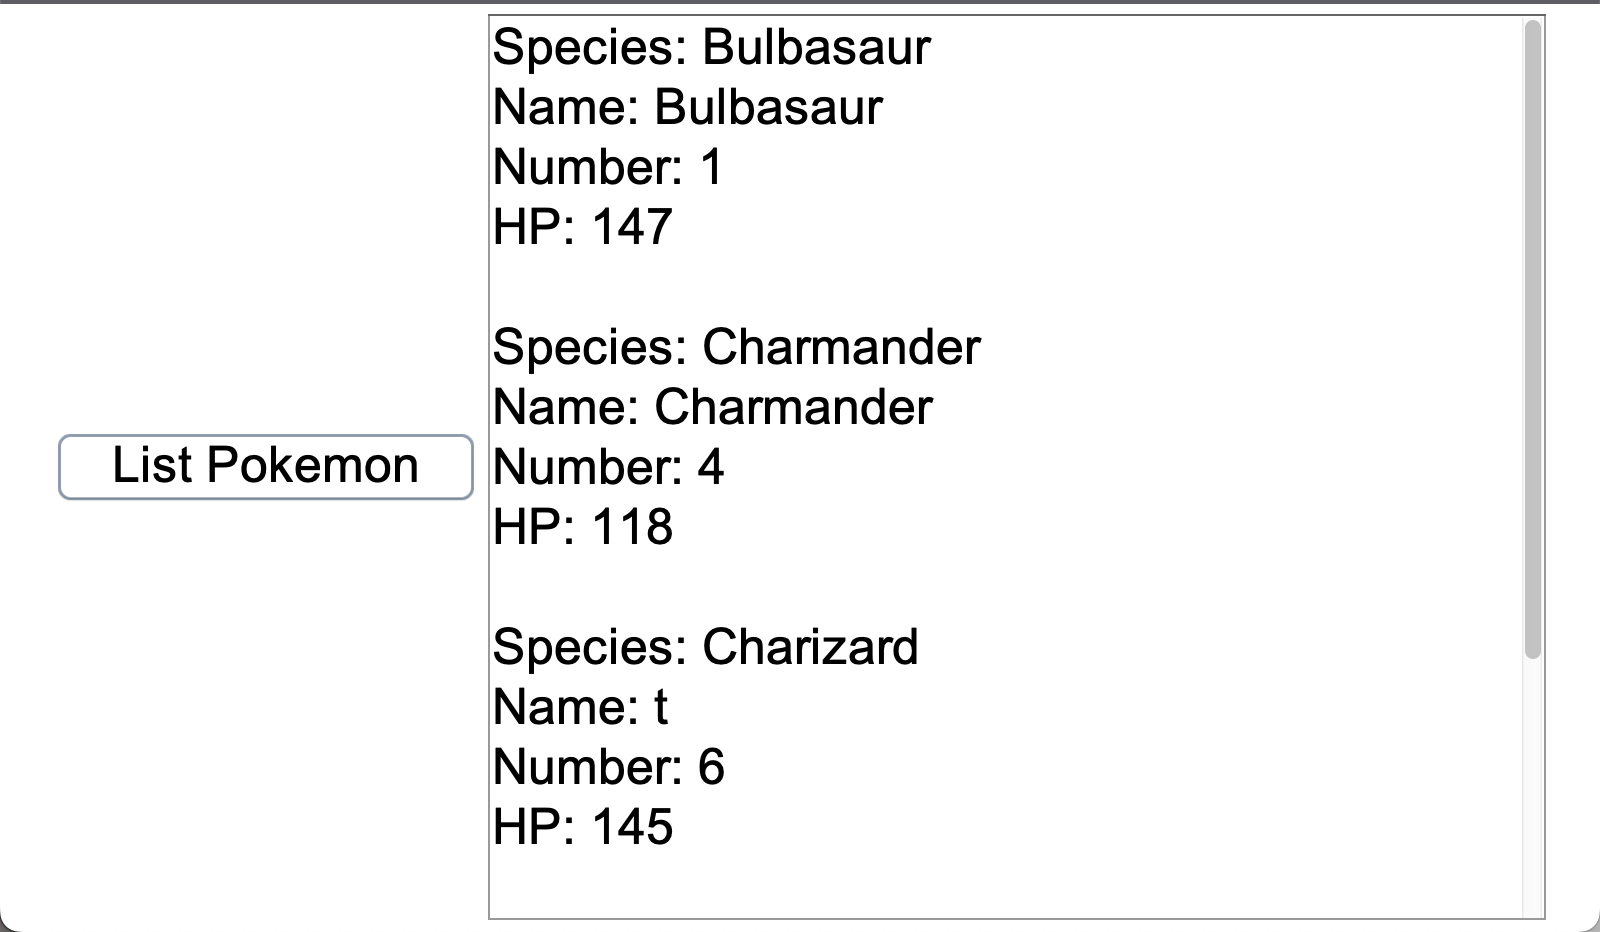 List Pokemon
Species: Bulbasaur
Name: Bulbasaur
Number: 1
HP: 147
Species: Charmander
Name: Charmander
Number: 4
HP: 118
Species: Charizard
Name: t
Number: 6
HP: 145